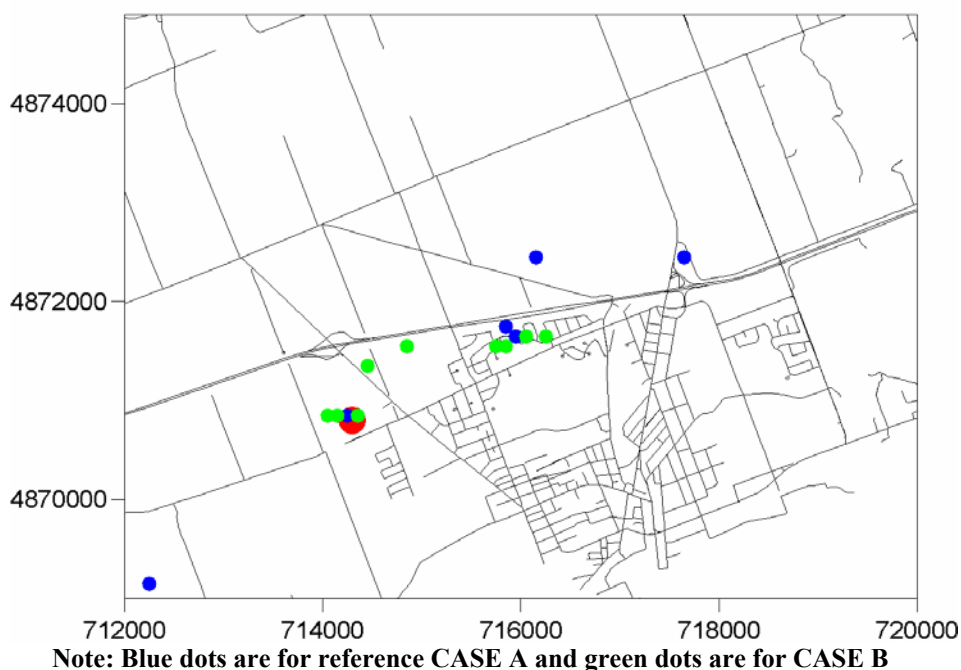 4874000
4872000
4870000
712000 714000 716000 718000 720000
Note: Blue dots are for reference CASE A and green dots are for CASE B